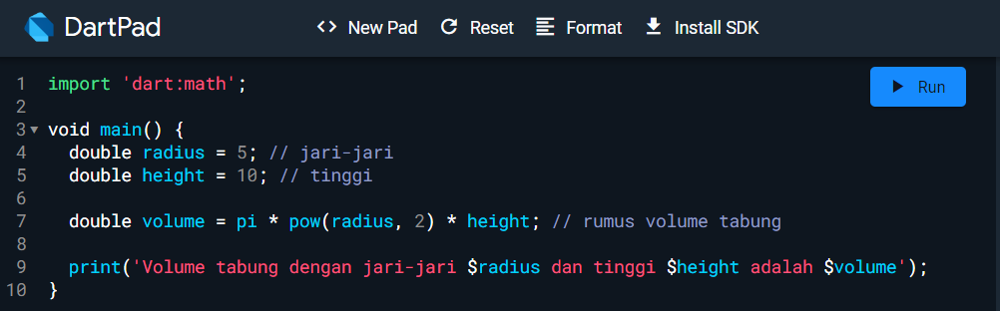 DartPad
<> New Pad Reset Format Install SDK
Run
1 import 'dart:math';
2
3 void main() {
4   double radius = 5; // jari-jari
5   double height = 10; // tinggi
6
7   double volume = pi * pow(radius, 2) * height; // rumus volume tabung
8
9   print('Volume tabung dengan jari-jari $radius dan tinggi $height adalah $volume');
10 }